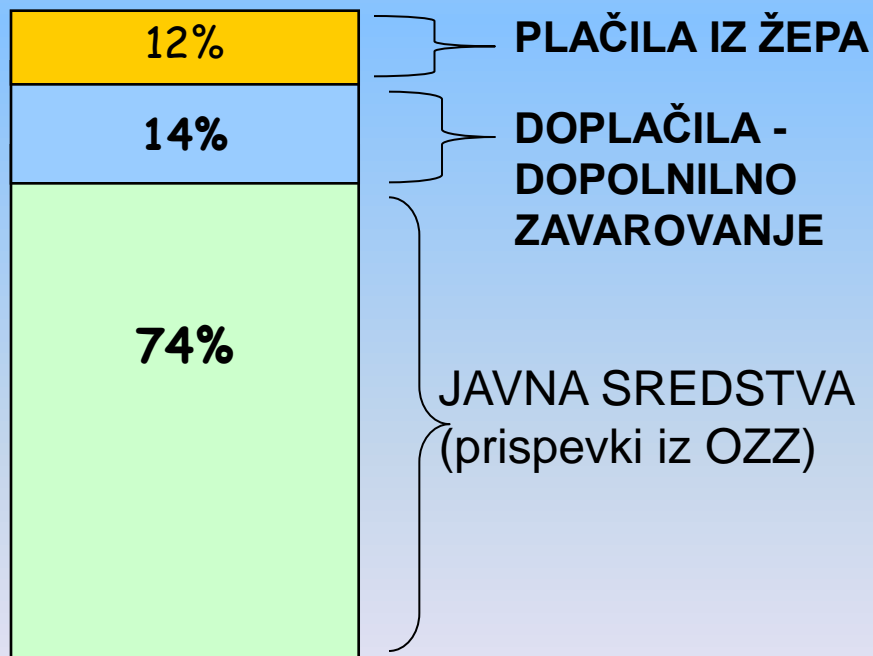 12%
PLAČILA IZ ŽEPA
14%
DOPLAČILA -
DOPOLNILNO
ZAVAROVANJE
74%
JAVNA SREDSTVA
(prispevki iz OZZ)